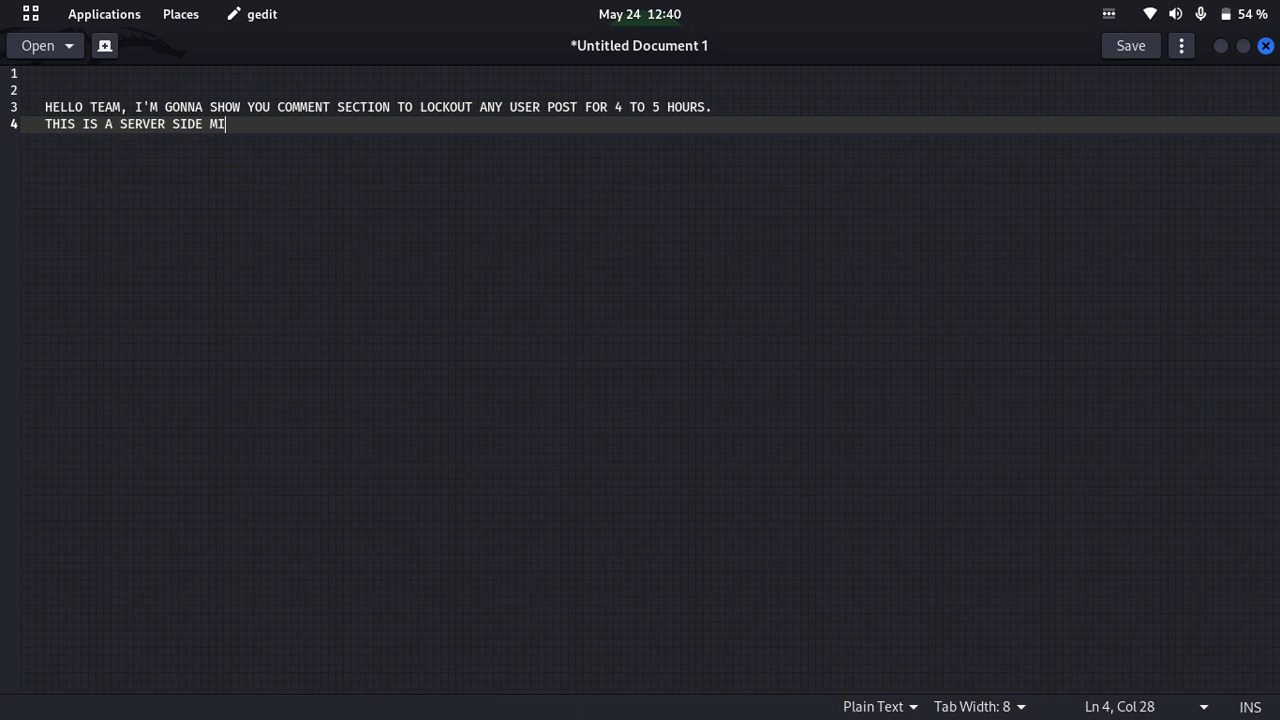 Applications Places gedit May 24 12:40 54 %
Open *Untitled Document 1 Save
1
2
3 HELLO TEAM, I'M GONNA SHOW YOU COMMENT SECTION TO LOCKOUT ANY USER POST FOR 4 TO 5 HOURS.
4 THIS IS A SERVER SIDE MI
Plain Text Tab Width: 8 Ln 4, Col 28 INS